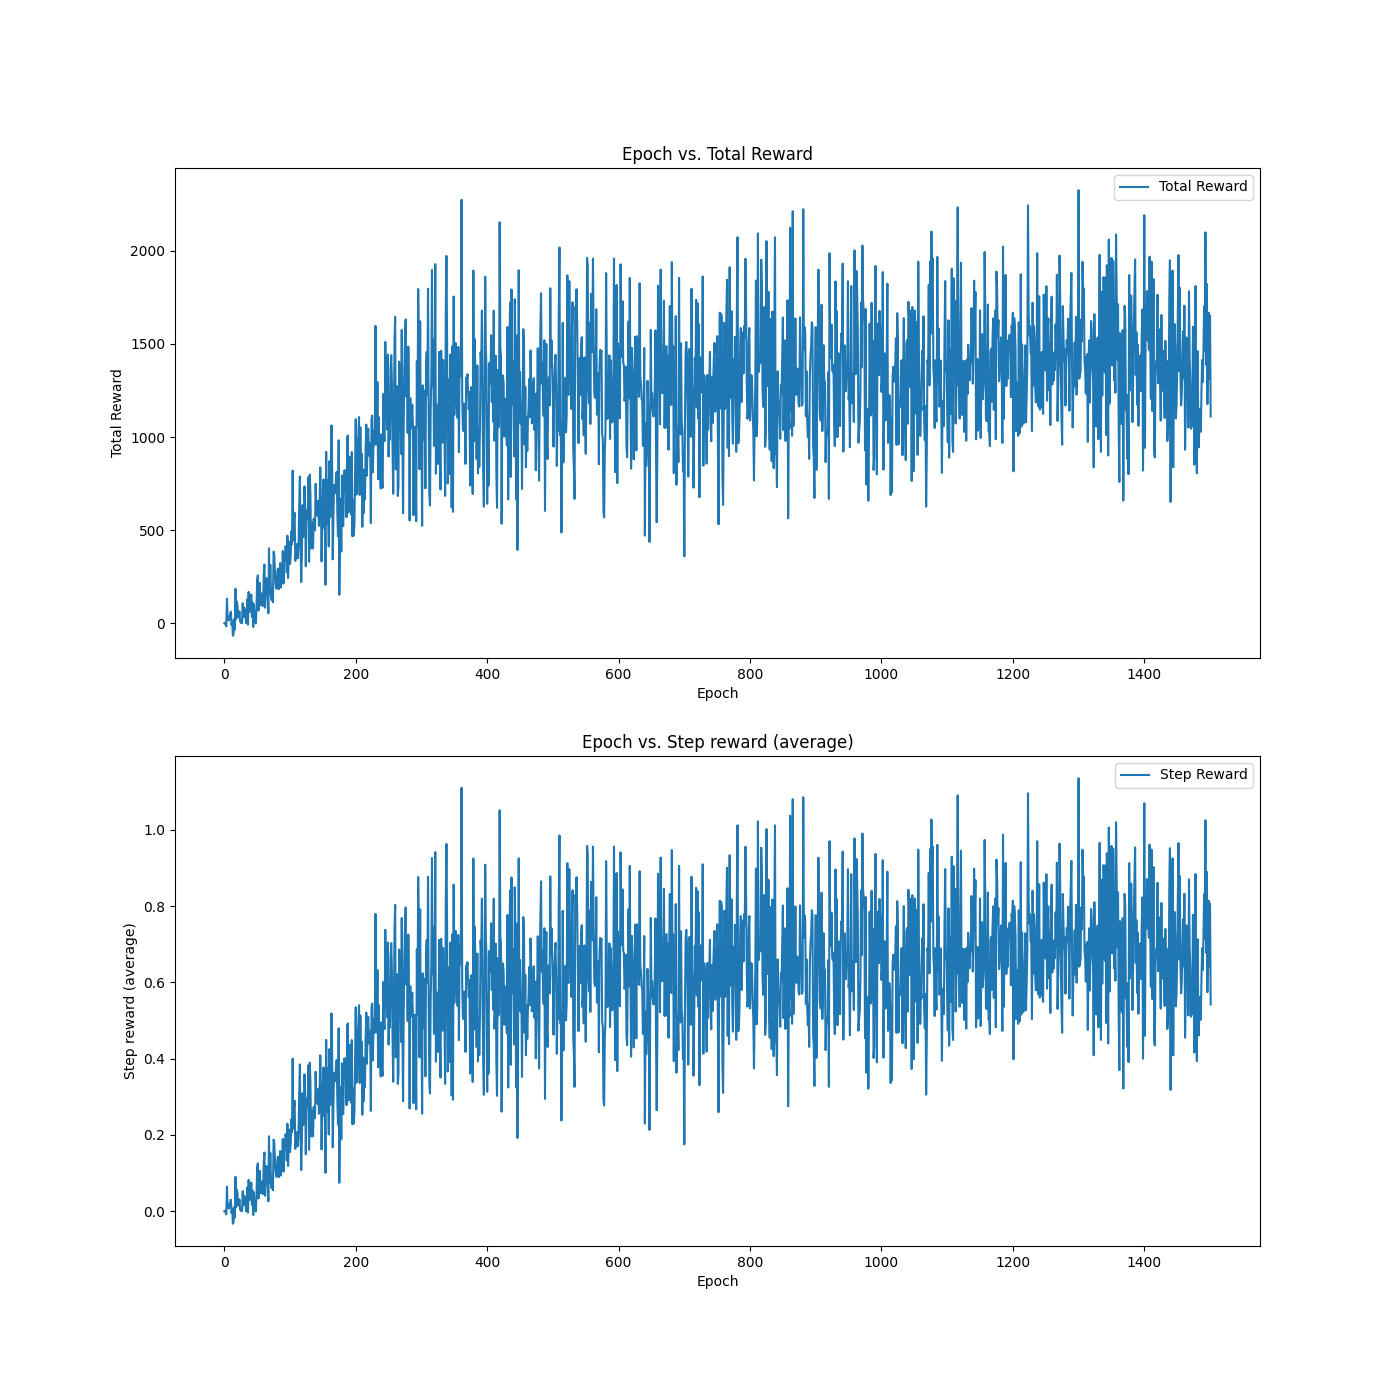 Epoch vs. Total Reward
Total Reward
2000
1500
1000
500
0
Total Reward
0 200 400 600 800 1000 1200 1400
Epoch
Epoch vs. Step reward (average)
Step Reward
1.0
0.8
0.6
0.4
0.2
0.0
Step reward (average)
0 200 400 600 800 1000 1200 1400
Epoch